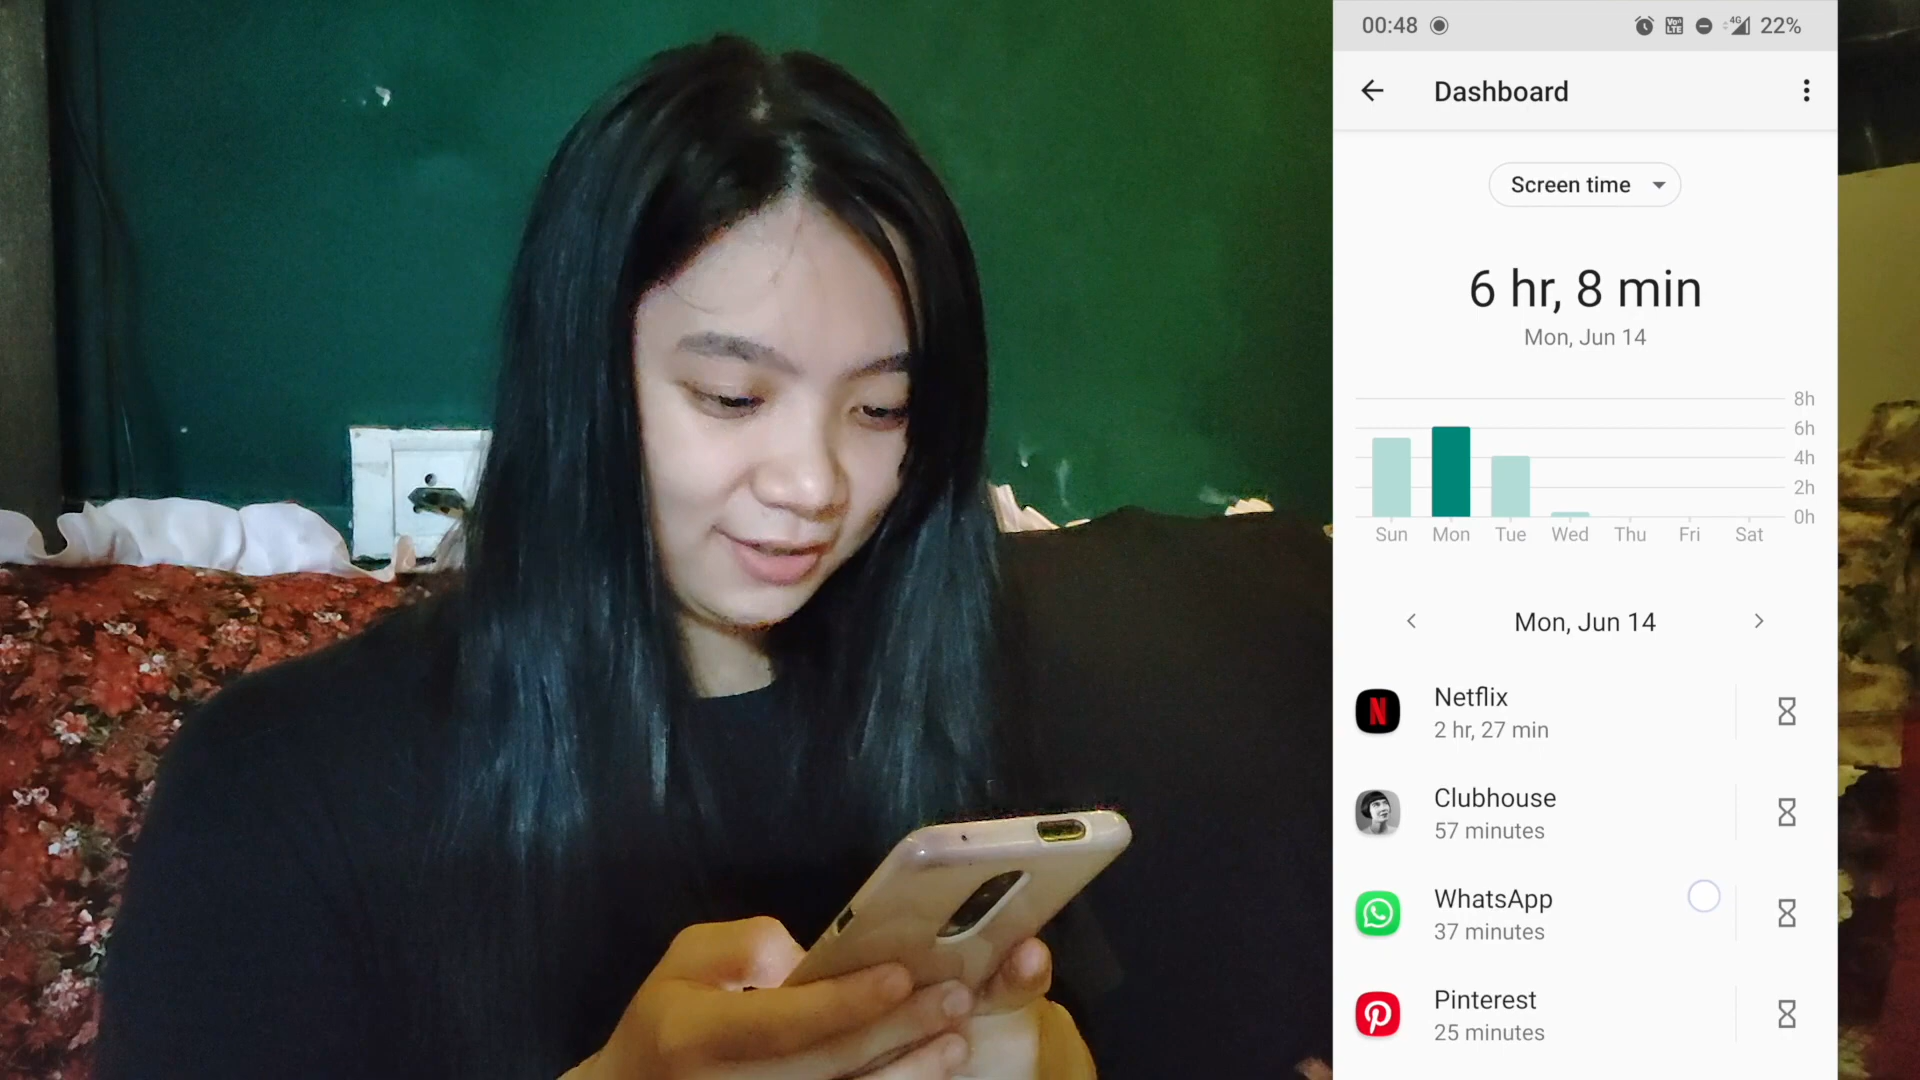 00:48 VoLTE 4G 22%
Dashboard
Screen time
6 hr, 8 min
Mon, Jun 14
8h
6h
4h
2h
0h
Sun Mon Tue Wed Thu Fri Sat
Mon, Jun 14
N Netflix
2 hr, 27 min
Clubhouse
57 minutes
WhatsApp
37 minutes
Pinterest
25 minutes